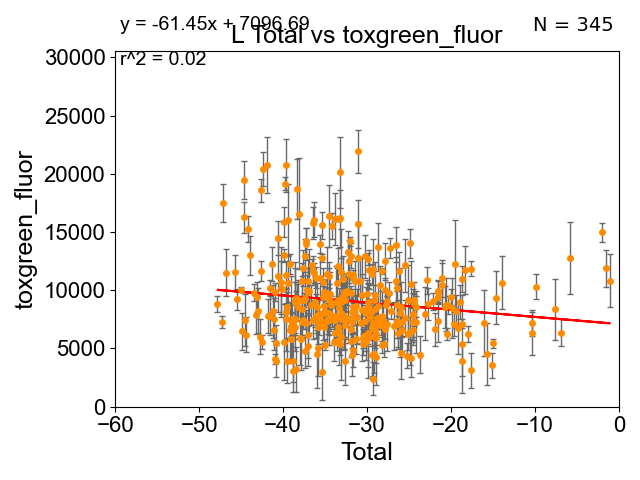 y = -61.45x + 7096.69
N = 345
L Total vs toxgreen_fluor
r^2 = 0.02
30000
25000
20000
15000
10000
5000
0
toxgreen_fluor
−60 −50 −40 −30 −20 −10 0
Total